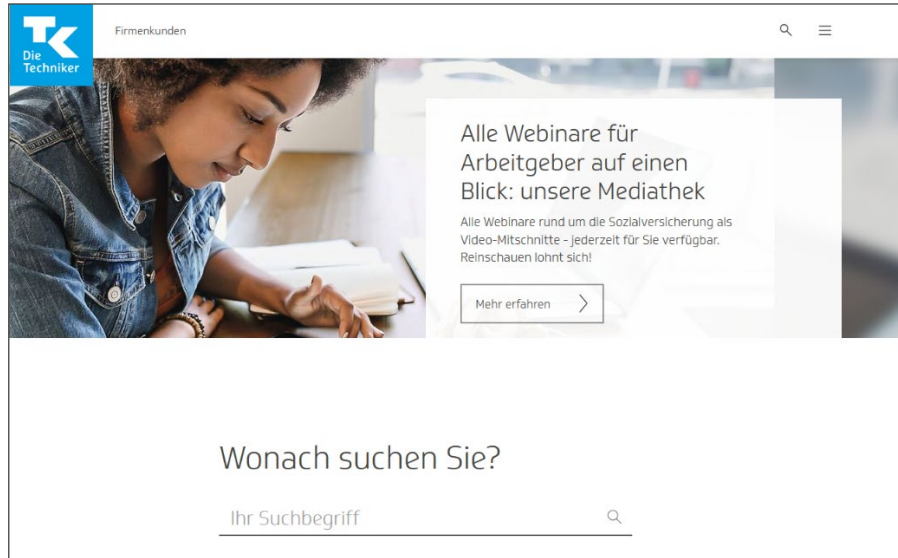 TK
Die
Techniker
Firmenkunden
Alle Webinare für
Arbeitgeber auf einen
Blick: unsere Mediathek
Alle Webinare rund um die Sozialversicherung als
Video-Mitschnitte - jederzeit für Sie verfügbar.
Reinschauen lohnt sich!
Mehr erfahren
Wonach suchen Sie?
Ihr Suchbegriff